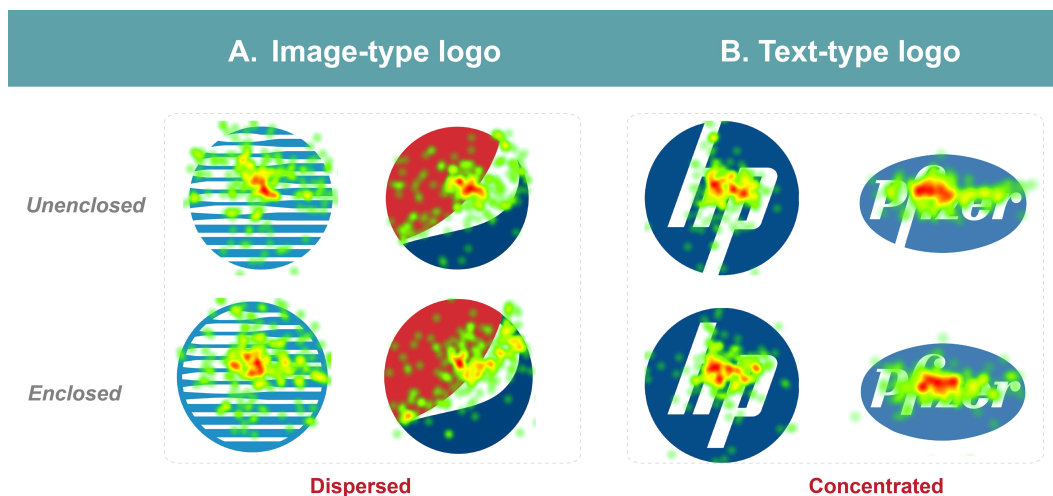 A. Image-type logo
B. Text-type logo
Unenclosed
hp
Pfizer
Enclosed
hp
Pfizer
Dispersed
Concentrated